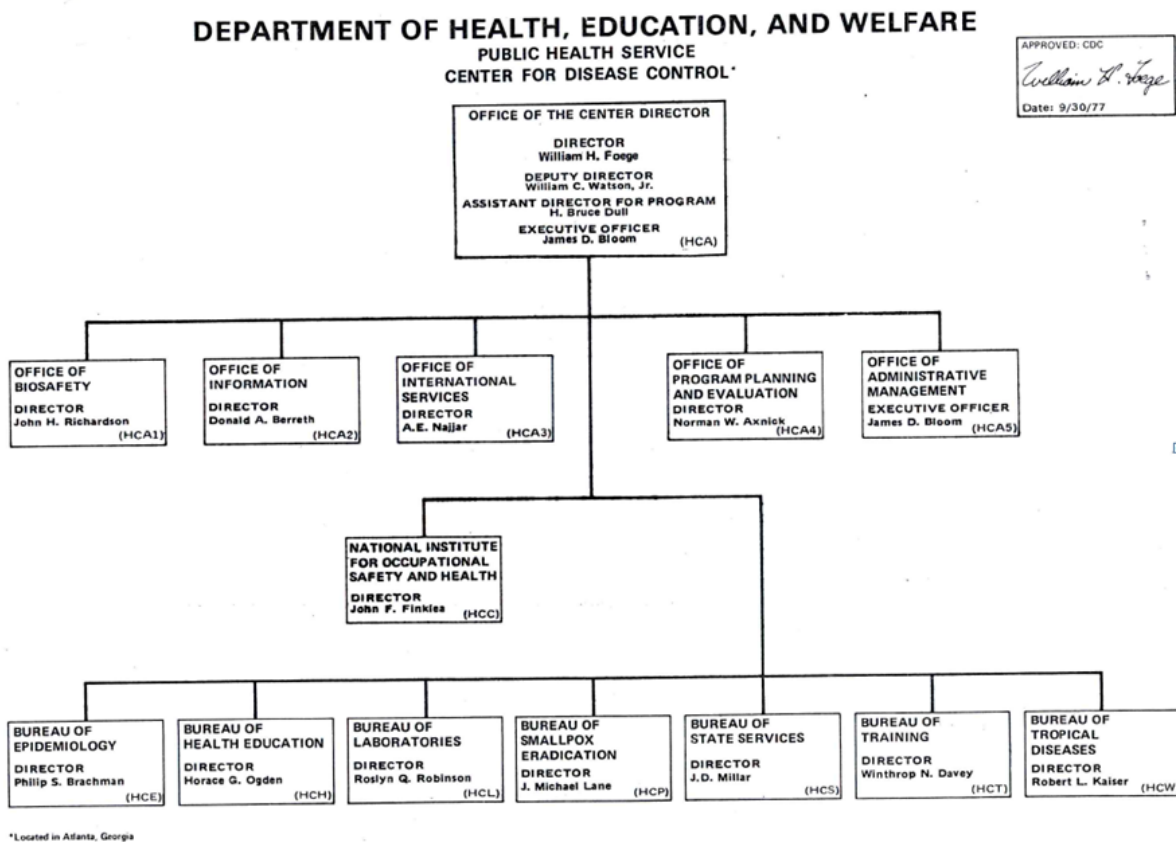 DEPARTMENT OF HEALTH, EDUCATION, AND WELFARE
PUBLIC HEALTH SERVICE
CENTER FOR DISEASE CONTROL*
APPROVED: CDC
William H. Foege
Date: 9/30/77
OFFICE OF THE CENTER DIRECTOR
DIRECTOR
William H. Foege
DEPUTY DIRECTOR
William C. Watson, Jr.
ASSISTANT DIRECTOR FOR PROGRAM
H. Bruce Dull
EXECUTIVE OFFICER
James D. Bloom
(HCA)
OFFICE OF
BIOSAFETY
DIRECTOR
John H. Richardson
(HCA1)
OFFICE OF
INFORMATION
DIRECTOR
Donald A. Berreth
(HCA2)
OFFICE OF
INTERNATIONAL
SERVICES
DIRECTOR
A.E. Najjar
(HCA3)
OFFICE OF
PROGRAM PLANNING
AND EVALUATION
DIRECTOR
Norman W. Axnick
(HCA4)
OFFICE OF
ADMINISTRATIVE
MANAGEMENT
EXECUTIVE OFFICER
James D. Bloom
(HCA5)
NATIONAL INSTITUTE
FOR OCCUPATIONAL
SAFETY AND HEALTH
DIRECTOR
John F. Finklea
(HCC)
BUREAU OF
EPIDEMIOLOGY
DIRECTOR
Philip S. Brachman
(HCE)
BUREAU OF
HEALTH EDUCATION
DIRECTOR
Horace G. Ogden
(HCH)
BUREAU OF
LABORATORIES
DIRECTOR
Roslyn Q. Robinson
(HCL)
BUREAU OF
SMALLPOX
ERADICATION
DIRECTOR
J. Michael Lane
(HCP)
BUREAU OF
STATE SERVICES
DIRECTOR
J.D. Millar
(HCS)
BUREAU OF
TRAINING
DIRECTOR
Winthrop N. Davey
(HCT)
BUREAU OF
TROPICAL
DISEASES
DIRECTOR
Robert L. Kaiser
(HCW
*Located in Atlanta, Georgia